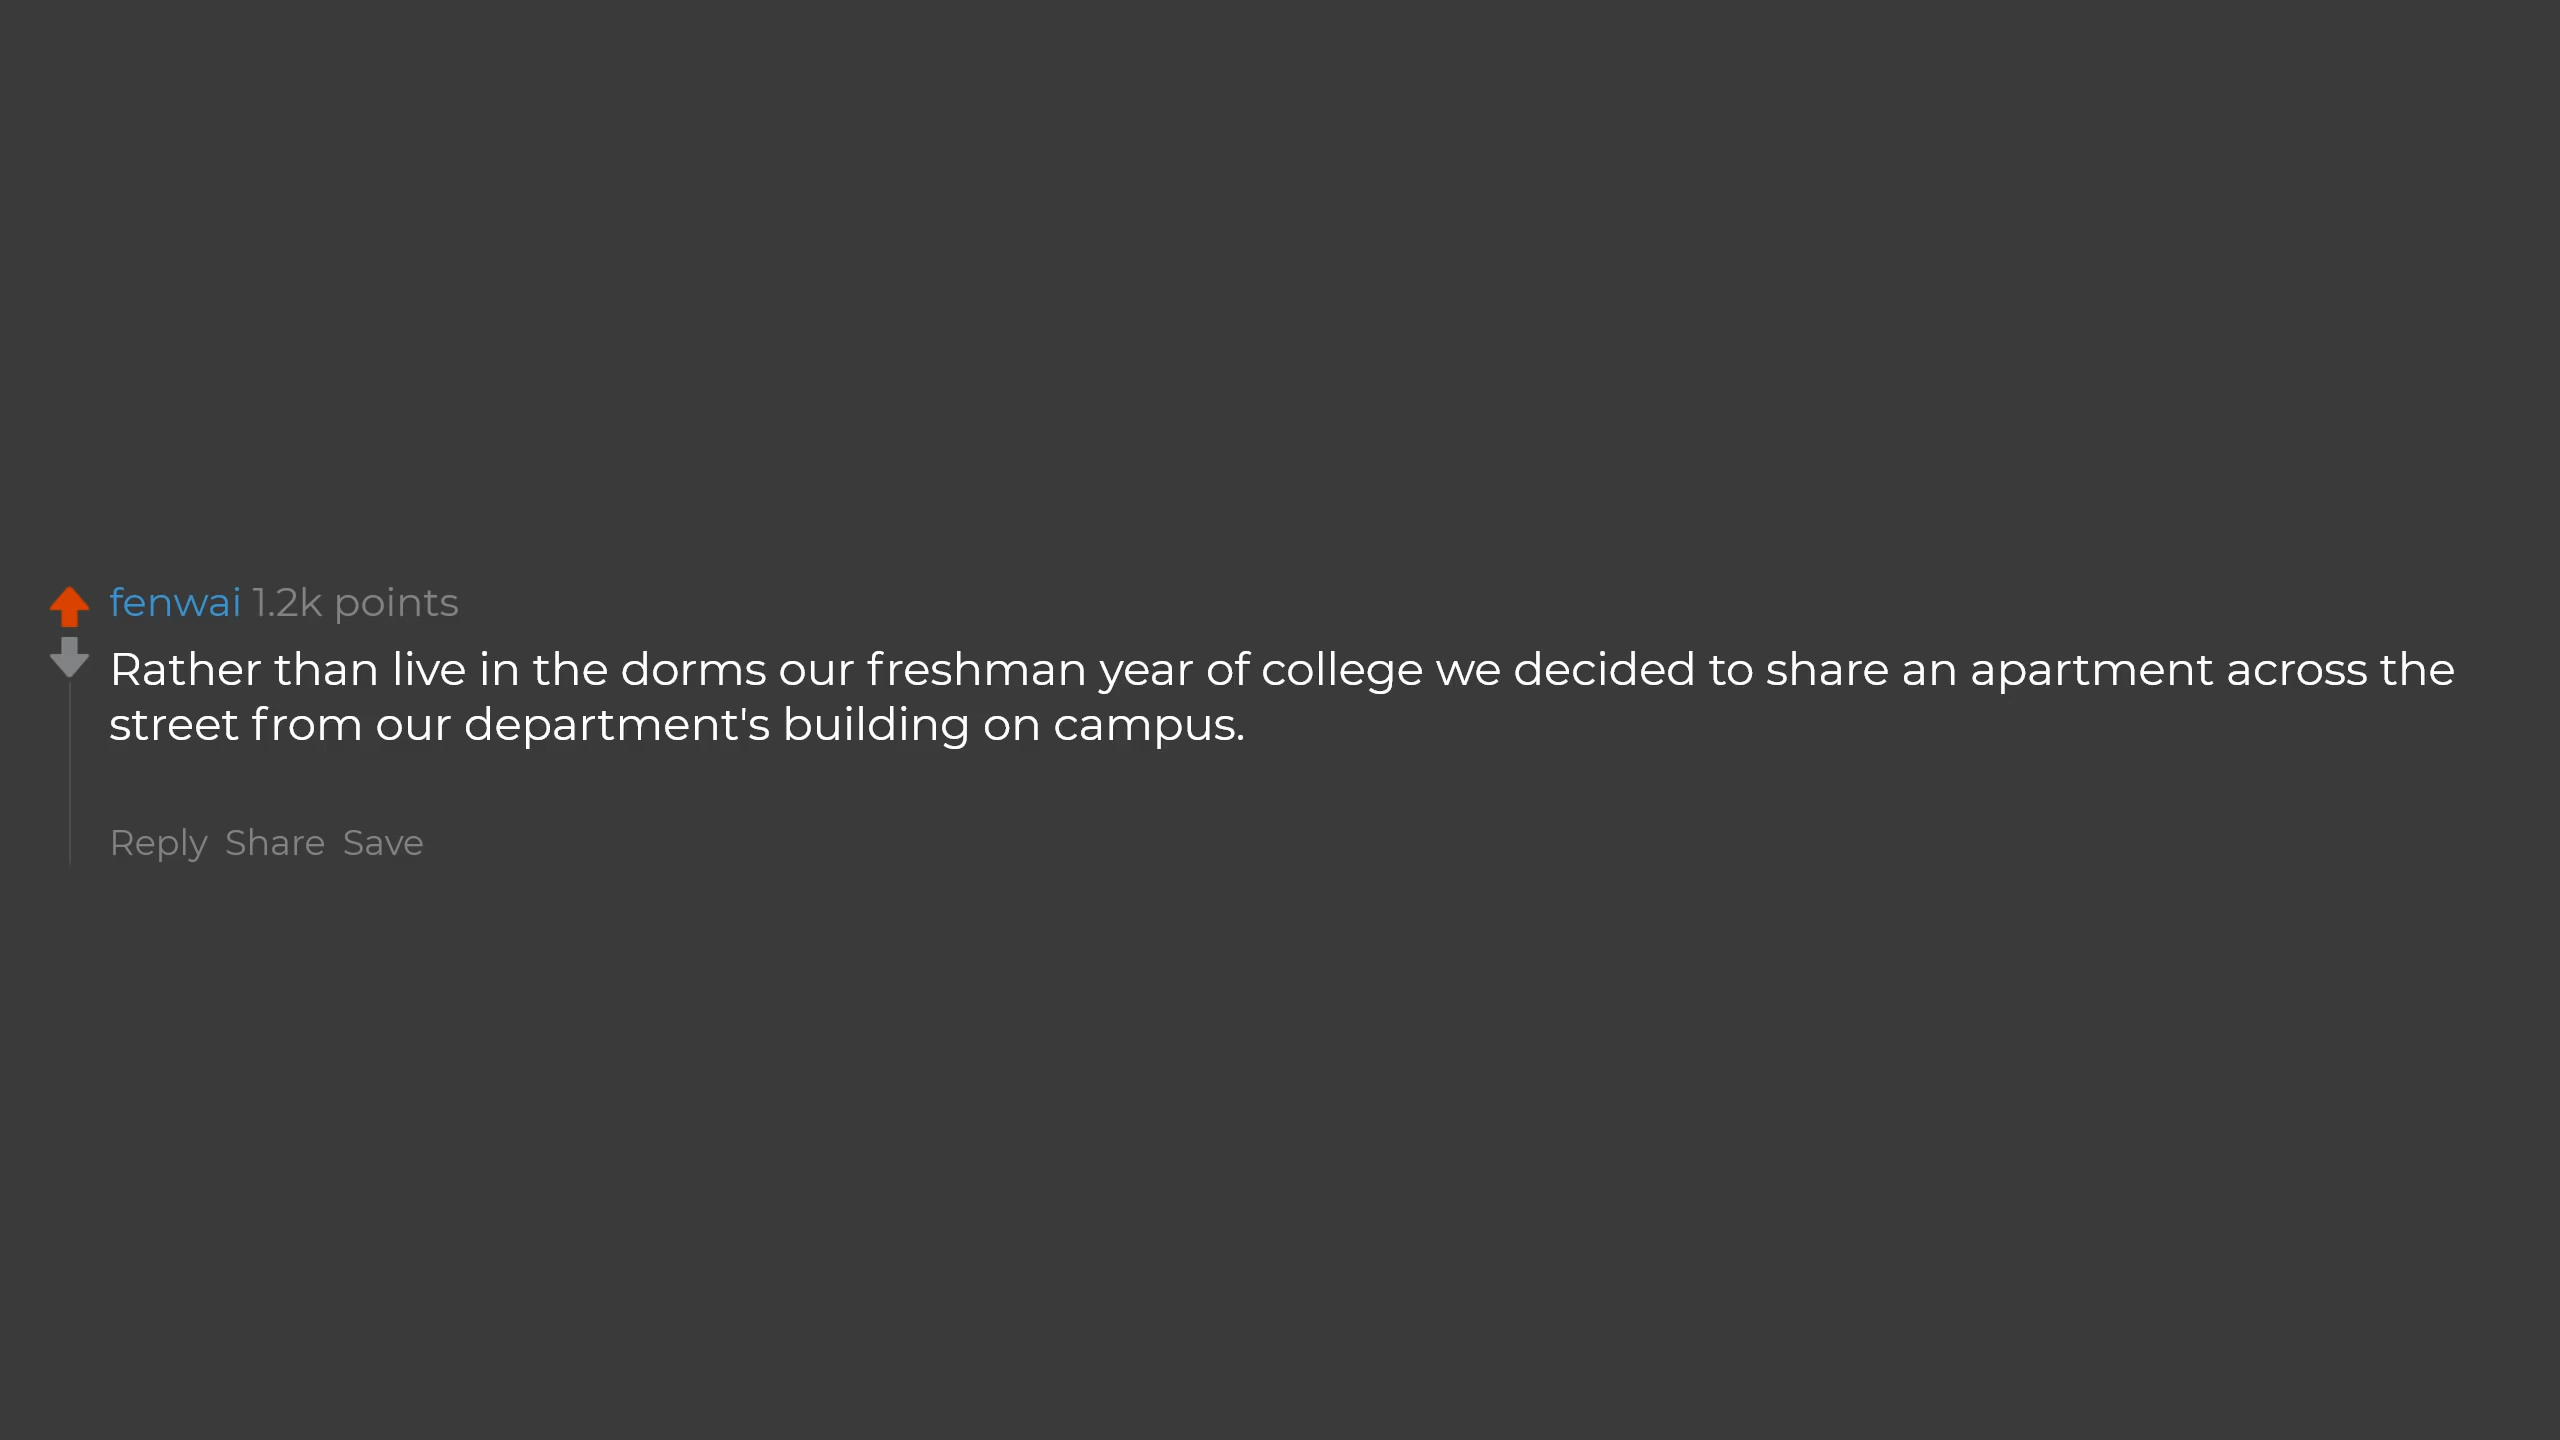 fenwai 1.2k points
Rather than live in the dorms our freshman year of college we decided to share an apartment across the
street from our department's building on campus.
Reply Share Save